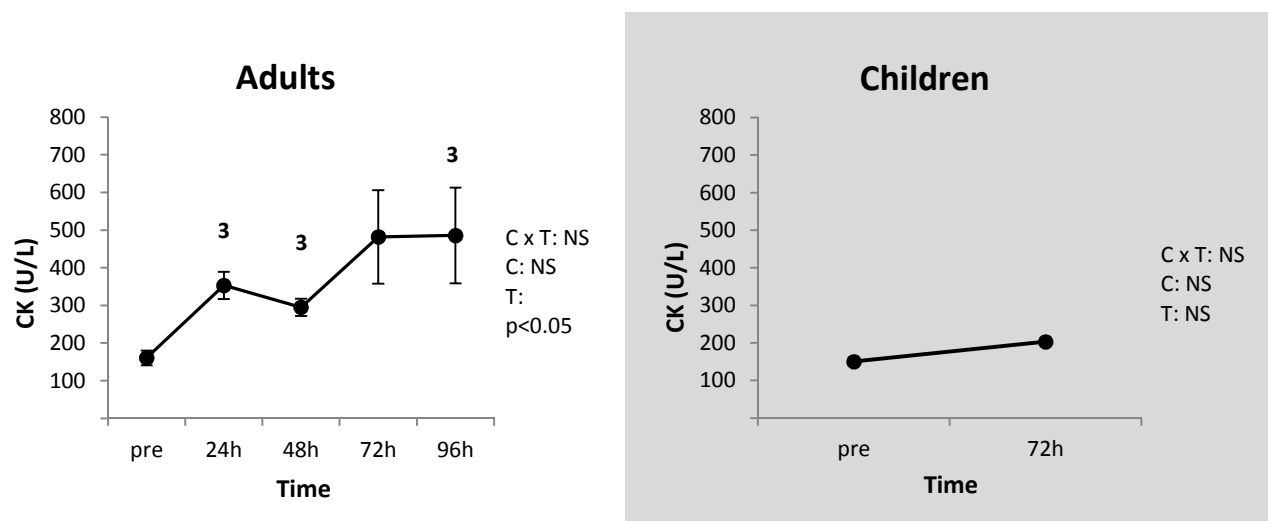 Adults
800
700
600
500
400
300
200
100
CK (U/L)
3
3
3
pre 24h 48h 72h 96h
Time
C x T: NS
C: NS
T:
p<0.05
Children
800
700
600
500
400
300
200
100
CK (U/L)
pre 72h
Time
C x T: NS
C: NS
T: NS